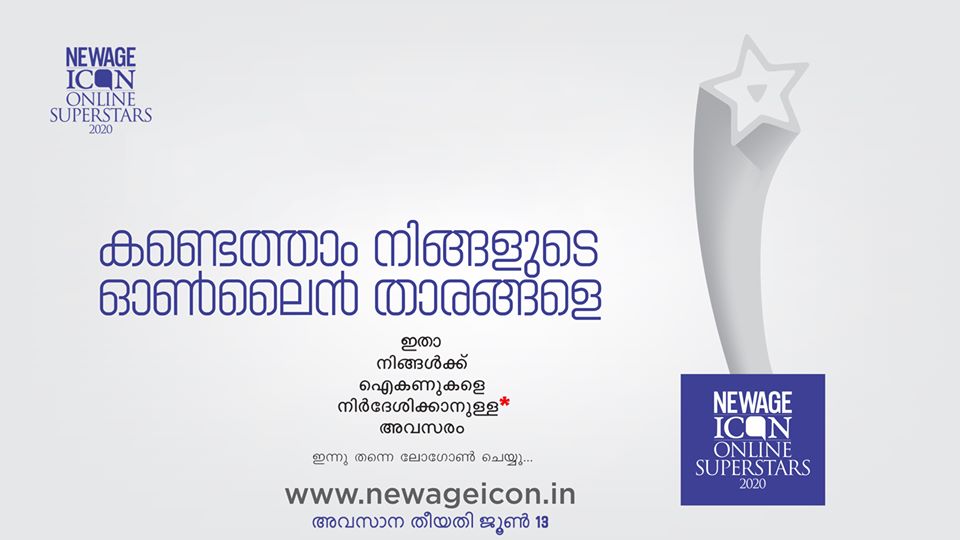 NEWAGE
ICON
ONLINE
SUPERSTARS
2020
കണ്ടെത്താം നിങ്ങളുടെ
ഓൺലൈൻ താരങ്ങളെ
ഇതാ
നിങ്ങൾക്ക്
ഐകണുകളെ
നിർദേശിക്കാനുള്ള*
അവസരം
ഇന്നു തന്നെ ലോഗോൺ ചെയ്യൂ...
www.newageicon.in
അവസാന തീയതി ജൂൺ 13
NEWAGE
ICON
ONLINE
SUPERSTARS
2020